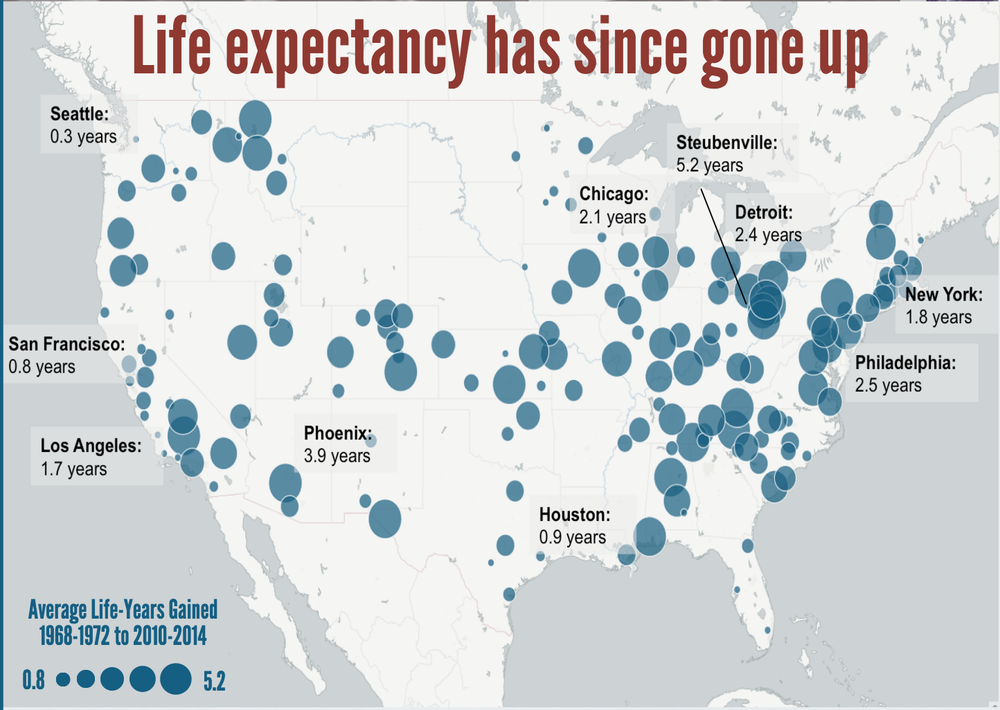 Life expectancy has since gone up
Seattle:
0.3 years
Steubenville:
5.2 years
Chicago:
2.1 years
Detroit:
2.4 years
New York:
1.8 years
San Francisco:
0.8 years
Philadelphia:
2.5 years
Phoenix:
3.9 years
Los Angeles:
1.7 years
Houston:
0.9 years
Average Life-Years Gained
1968-1972 to 2010-2014
0.8 5.2